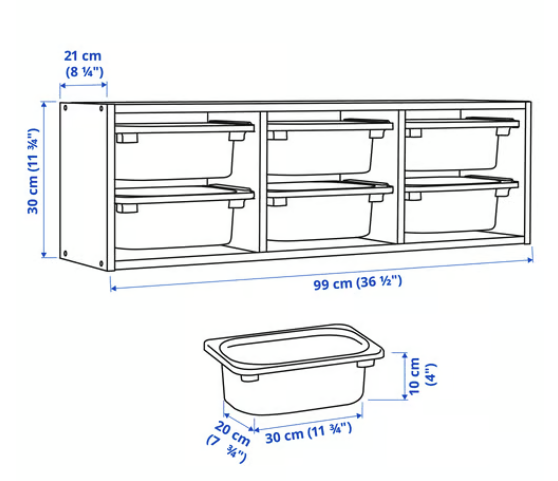 21 cm
(8 ¼")
30 cm (11 ¾")
99 cm (36 ½")
10 cm
(4")
20 cm
(7 ¾")
30 cm (11 ¾")